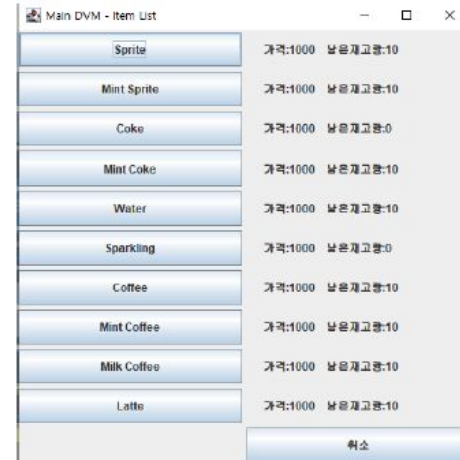 Main DVM - Item List
Sprite 가격:1000 남은재고량:10
Mint Sprite 가격:1000 남은재고량:10
Coke 가격:1000 남은재고량:0
Mint Coke 가격:1000 남은재고량:10
Water 가격:1000 남은재고량:10
Sparkling 가격:1000 남은재고량:0
Coffee 가격:1000 남은재고량:10
Mint Coffee 가격:1000 남은재고량:10
Milk Coffee 가격:1000 남은재고량:10
Latte 가격:1000 남은재고량:10
취소